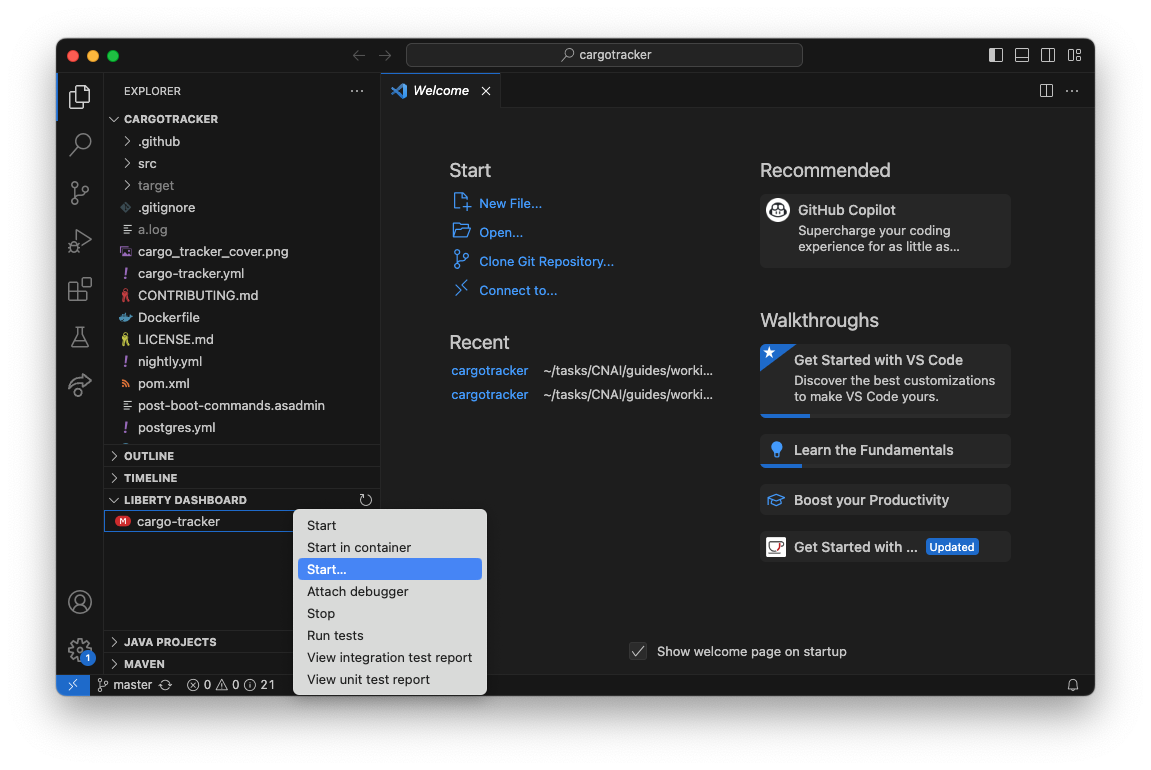 cargotracker
EXPLORER
CARGOTRACKER
.github
src
target
.gitignore
a.log
cargo_tracker_cover.png
! cargo-tracker.yml
CONTRIBUTING.md
Dockerfile
LICENSE.md
! nightly.yml
pom.xml
post-boot-commands.asadmin
! postgres.yml
OUTLINE
TIMELINE
LIBERTY DASHBOARD
M cargo-tracker
Start
Start in container
Start...
Attach debugger
Stop
Run tests
View integration test report
View unit test report
JAVA PROJECTS
MAVEN
1
master 0 0 21
Welcome
Start
New File...
Open...
Clone Git Repository...
Connect to...
Recent
cargotracker ~/tasks/CNAI/guides/worki...
cargotracker ~/tasks/CNAI/guides/worki...
Recommended
GitHub Copilot
Supercharge your coding
experience for as little as...
Walkthroughs
Get Started with VS Code
Discover the best customizations
to make VS Code yours.
Learn the Fundamentals
Boost your Productivity
Get Started with ... Updated
Show welcome page on startup